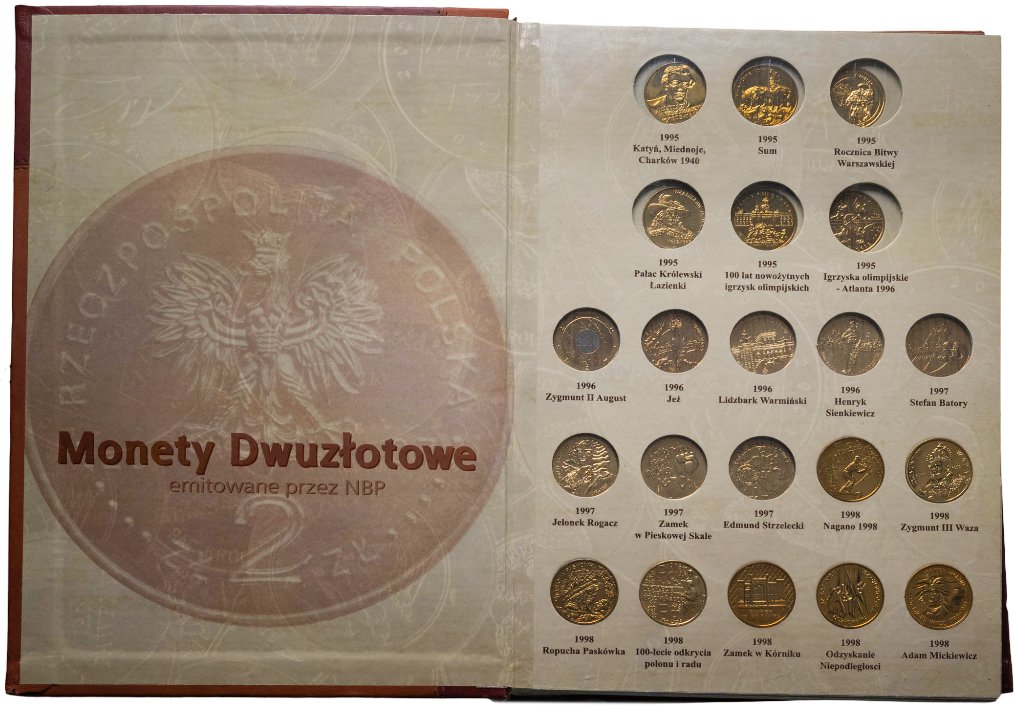 RZECZPOSPOLITA POLSKA
Monety Dwuzłotowe
emitowane przez NBP
2
ZŁ
1995
Katyń, Miednoje,
Charków 1940
1995
Sum
1995
Rocznica Bitwy
Warszawskiej
1995
Pałac Królewski
Łazienki
1995
100 lat nowożytnych
igrzysk olimpijskich
1995
Igrzyska olimpijskie
- Atlanta 1996
1996
Zygmunt II August
1996
Jeż
1996
Lidzbark Warmiński
1996
Henryk
Sienkiewicz
1997
Stefan Batory
1997
Jelonek Rogacz
1997
Zamek
w Pieskowej Skale
1997
Edmund Strzelecki
1998
Nagano 1998
1998
Zygmunt III Waza
1998
Ropucha Paskówka
1998
100-lecie odkrycia
polonu i radu
1998
Zamek w Kórniku
1998
Odzyskanie
Niepodległości
1998
Adam Mickiewicz